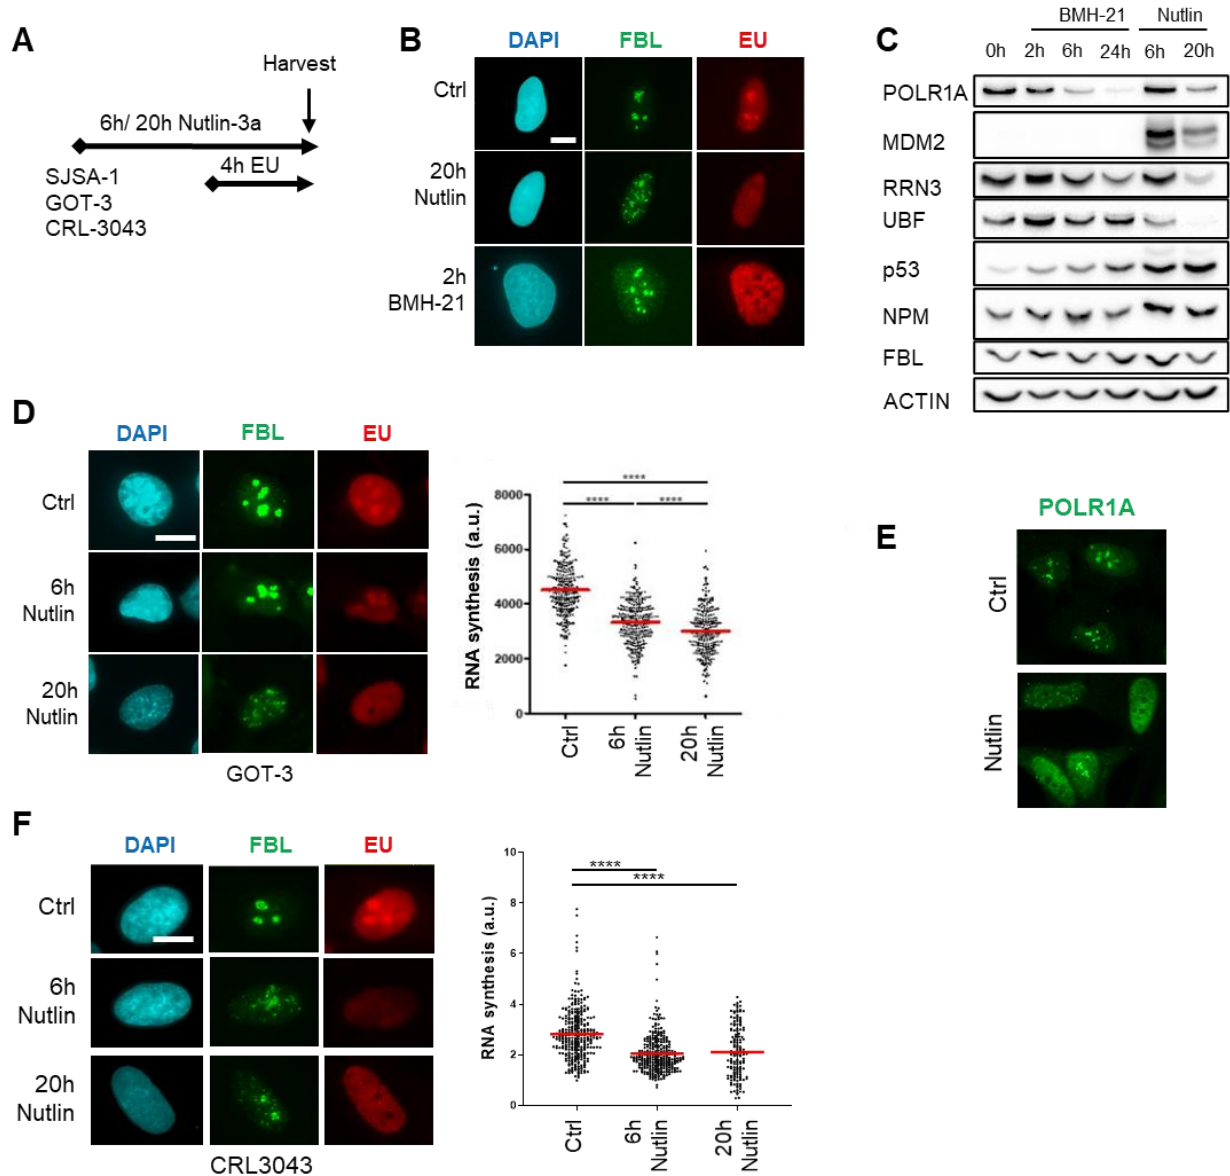 A
Harvest
6h/ 20h Nutlin-3a
4h EU
SJSA-1
GOT-3
CRL-3043
B
DAPI FBL EU
Ctrl
20h
Nutlin
2h
BMH-21
C
BMH-21 Nutlin
0h 2h 6h 24h 6h 20h
POLR1A
MDM2
RRN3
UBF
p53
NPM
FBL
ACTIN
D
DAPI FBL EU
Ctrl
6h
Nutlin
20h
Nutlin
GOT-3
RNA synthesis (a.u.)
8000
6000
4000
2000
0
****
**** ****
Ctrl
6h
Nutlin
20h
Nutlin
E
POLR1A
Ctrl
Nutlin
F
DAPI FBL EU
Ctrl
6h
Nutlin
20h
Nutlin
CRL3043
RNA synthesis (a.u.)
10
8
6
4
2
0
****
****
Ctrl
6h
Nutlin
20h
Nutlin